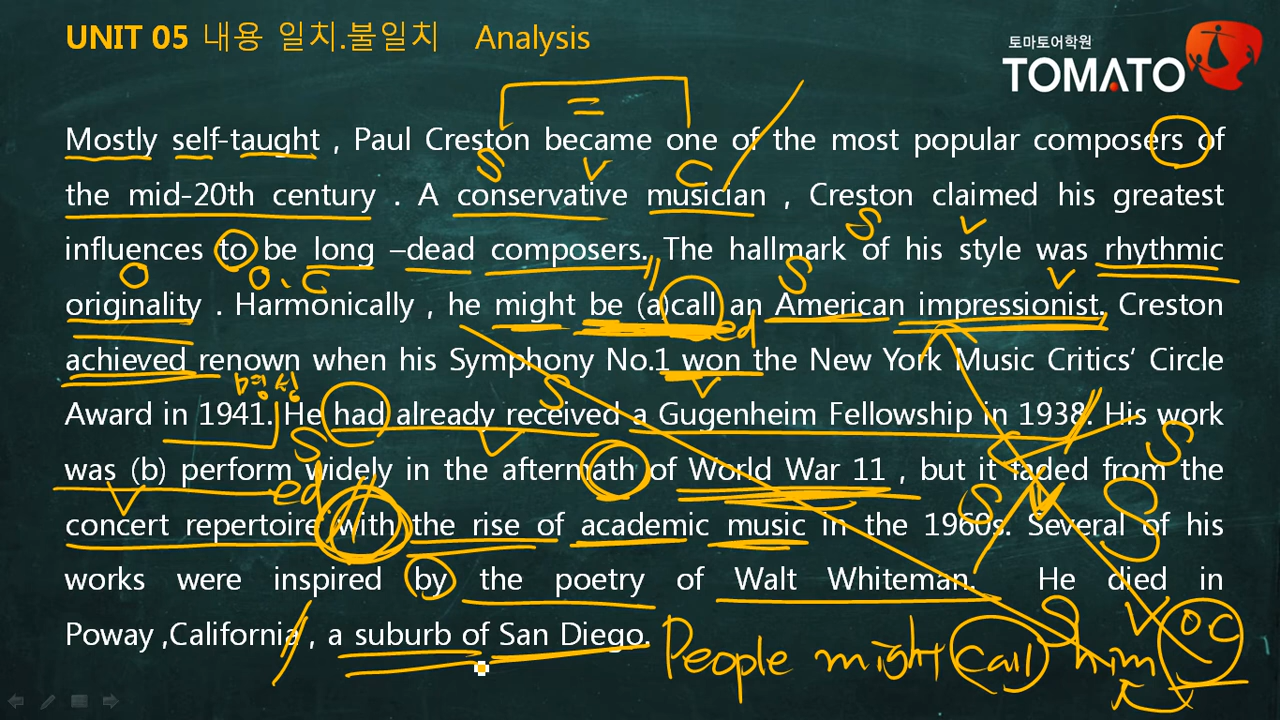 UNIT 05 내용 일치.불일치 Analysis
토마토어학원
TOMATO
=
Mostly self-taught , Paul Creston became one of the most popular composers of
S V C
the mid-20th century . A conservative musician , Creston claimed his greatest
S V
influences to be long –dead composers. The hallmark of his style was rhythmic
O O.C S V
originality . Harmonically , he might be (a)call an American impressionist. Creston
ed
achieved renown when his Symphony No.1 won the New York Music Critics’ Circle
명성 S V
Award in 1941. He had already received a Gugenheim Fellowship in 1938. His work
S V S
was (b) perform widely in the aftermath of World War 11 , but it faded from the
V ed S S
concert repertoire with the rise of academic music in the 1960s. Several of his
works were inspired by the poetry of Walt Whiteman. He died in
O V OC
Poway ,California , a suburb of San Diego.
People might call him